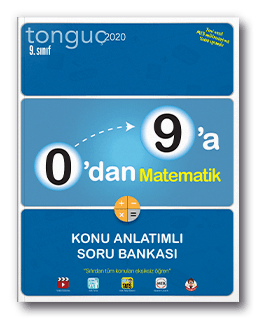 tonguç 2020
9. sınıf
9'a
0'dan Matematik
KONU ANLATIMLI
SORU BANKASI
"Sıfırdan tüm konuları eksiksiz öğren"